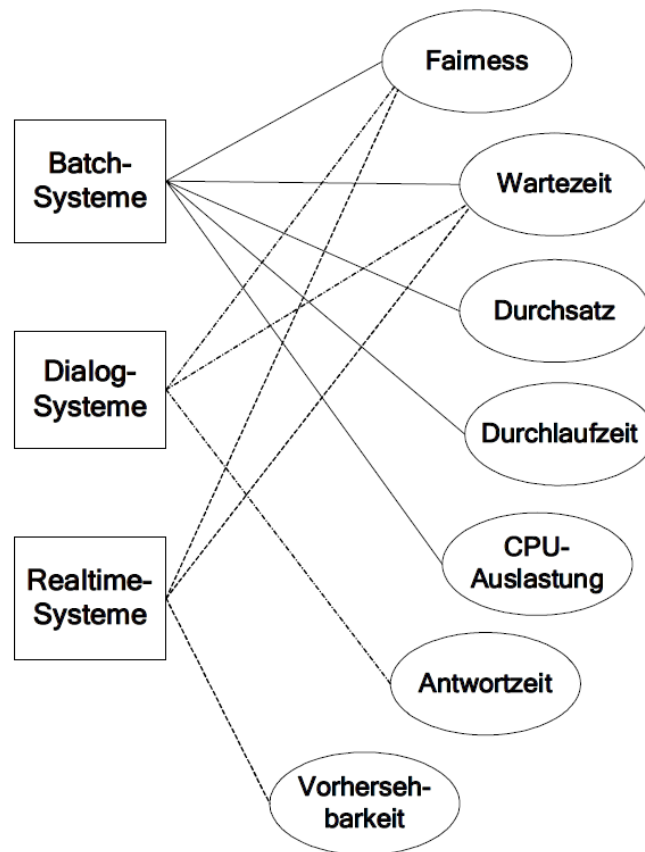 Batch-
Systeme
Dialog-
Systeme
Realtime-
Systeme
Fairness
Wartezeit
Durchsatz
Durchlaufzeit
CPU-
Auslastung
Antwortzeit
Vorherseh-
barkeit